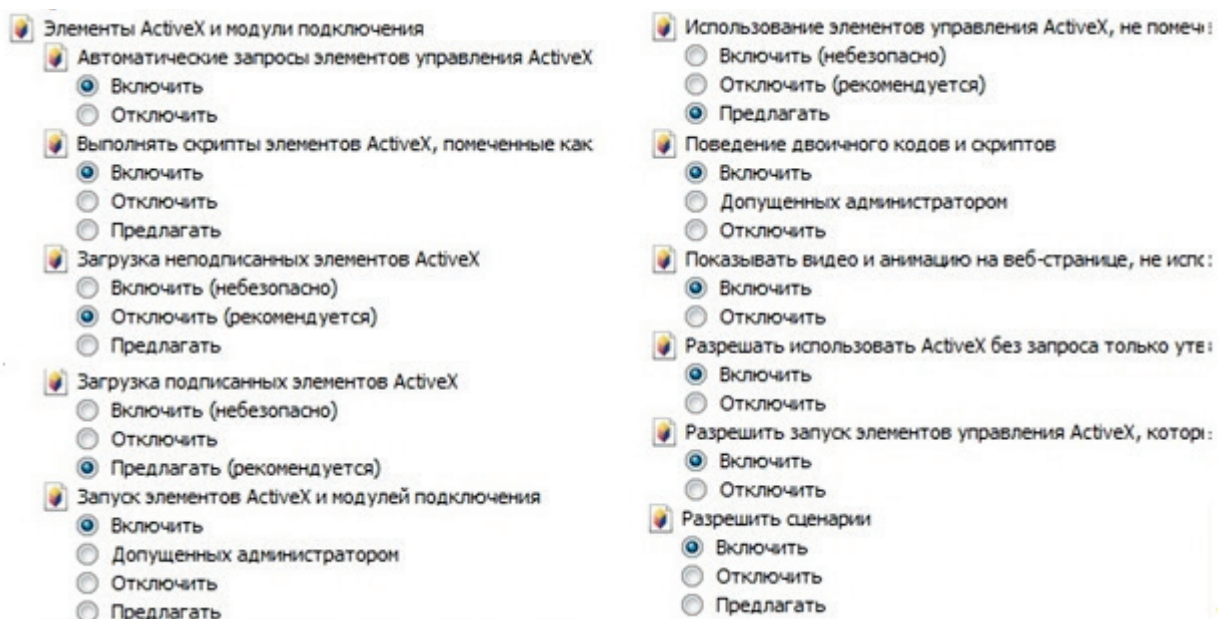 Элементы ActiveX и модули подключения
Автоматические запросы элементов управления ActiveX
Включить
Отключить
Выполнять скрипты элементов ActiveX, помеченные как
Включить
Отключить
Предлагать
Загрузка неподписанных элементов ActiveX
Включить (небезопасно)
Отключить (рекомендуется)
Предлагать
Загрузка подписанных элементов ActiveX
Включить (небезопасно)
Отключить
Предлагать (рекомендуется)
Запуск элементов ActiveX и модулей подключения
Включить
Допущенных администратором
Отключить
Предлагать
Использование элементов управления ActiveX, не
Включить (небезопасно)
Отключить (рекомендуется)
Предлагать
Поведение двоичного кодов и скриптов
Включить
Допущенных администратором
Отключить
Показывать видео и анимацию на веб-странице, не
Включить
Отключить
Разрешать использовать ActiveX без запроса только
Включить
Отключить
Разрешить запуск элементов управления ActiveX,
Включить
Отключить
Разрешить сценарии
Включить
Отключить
Предлагать